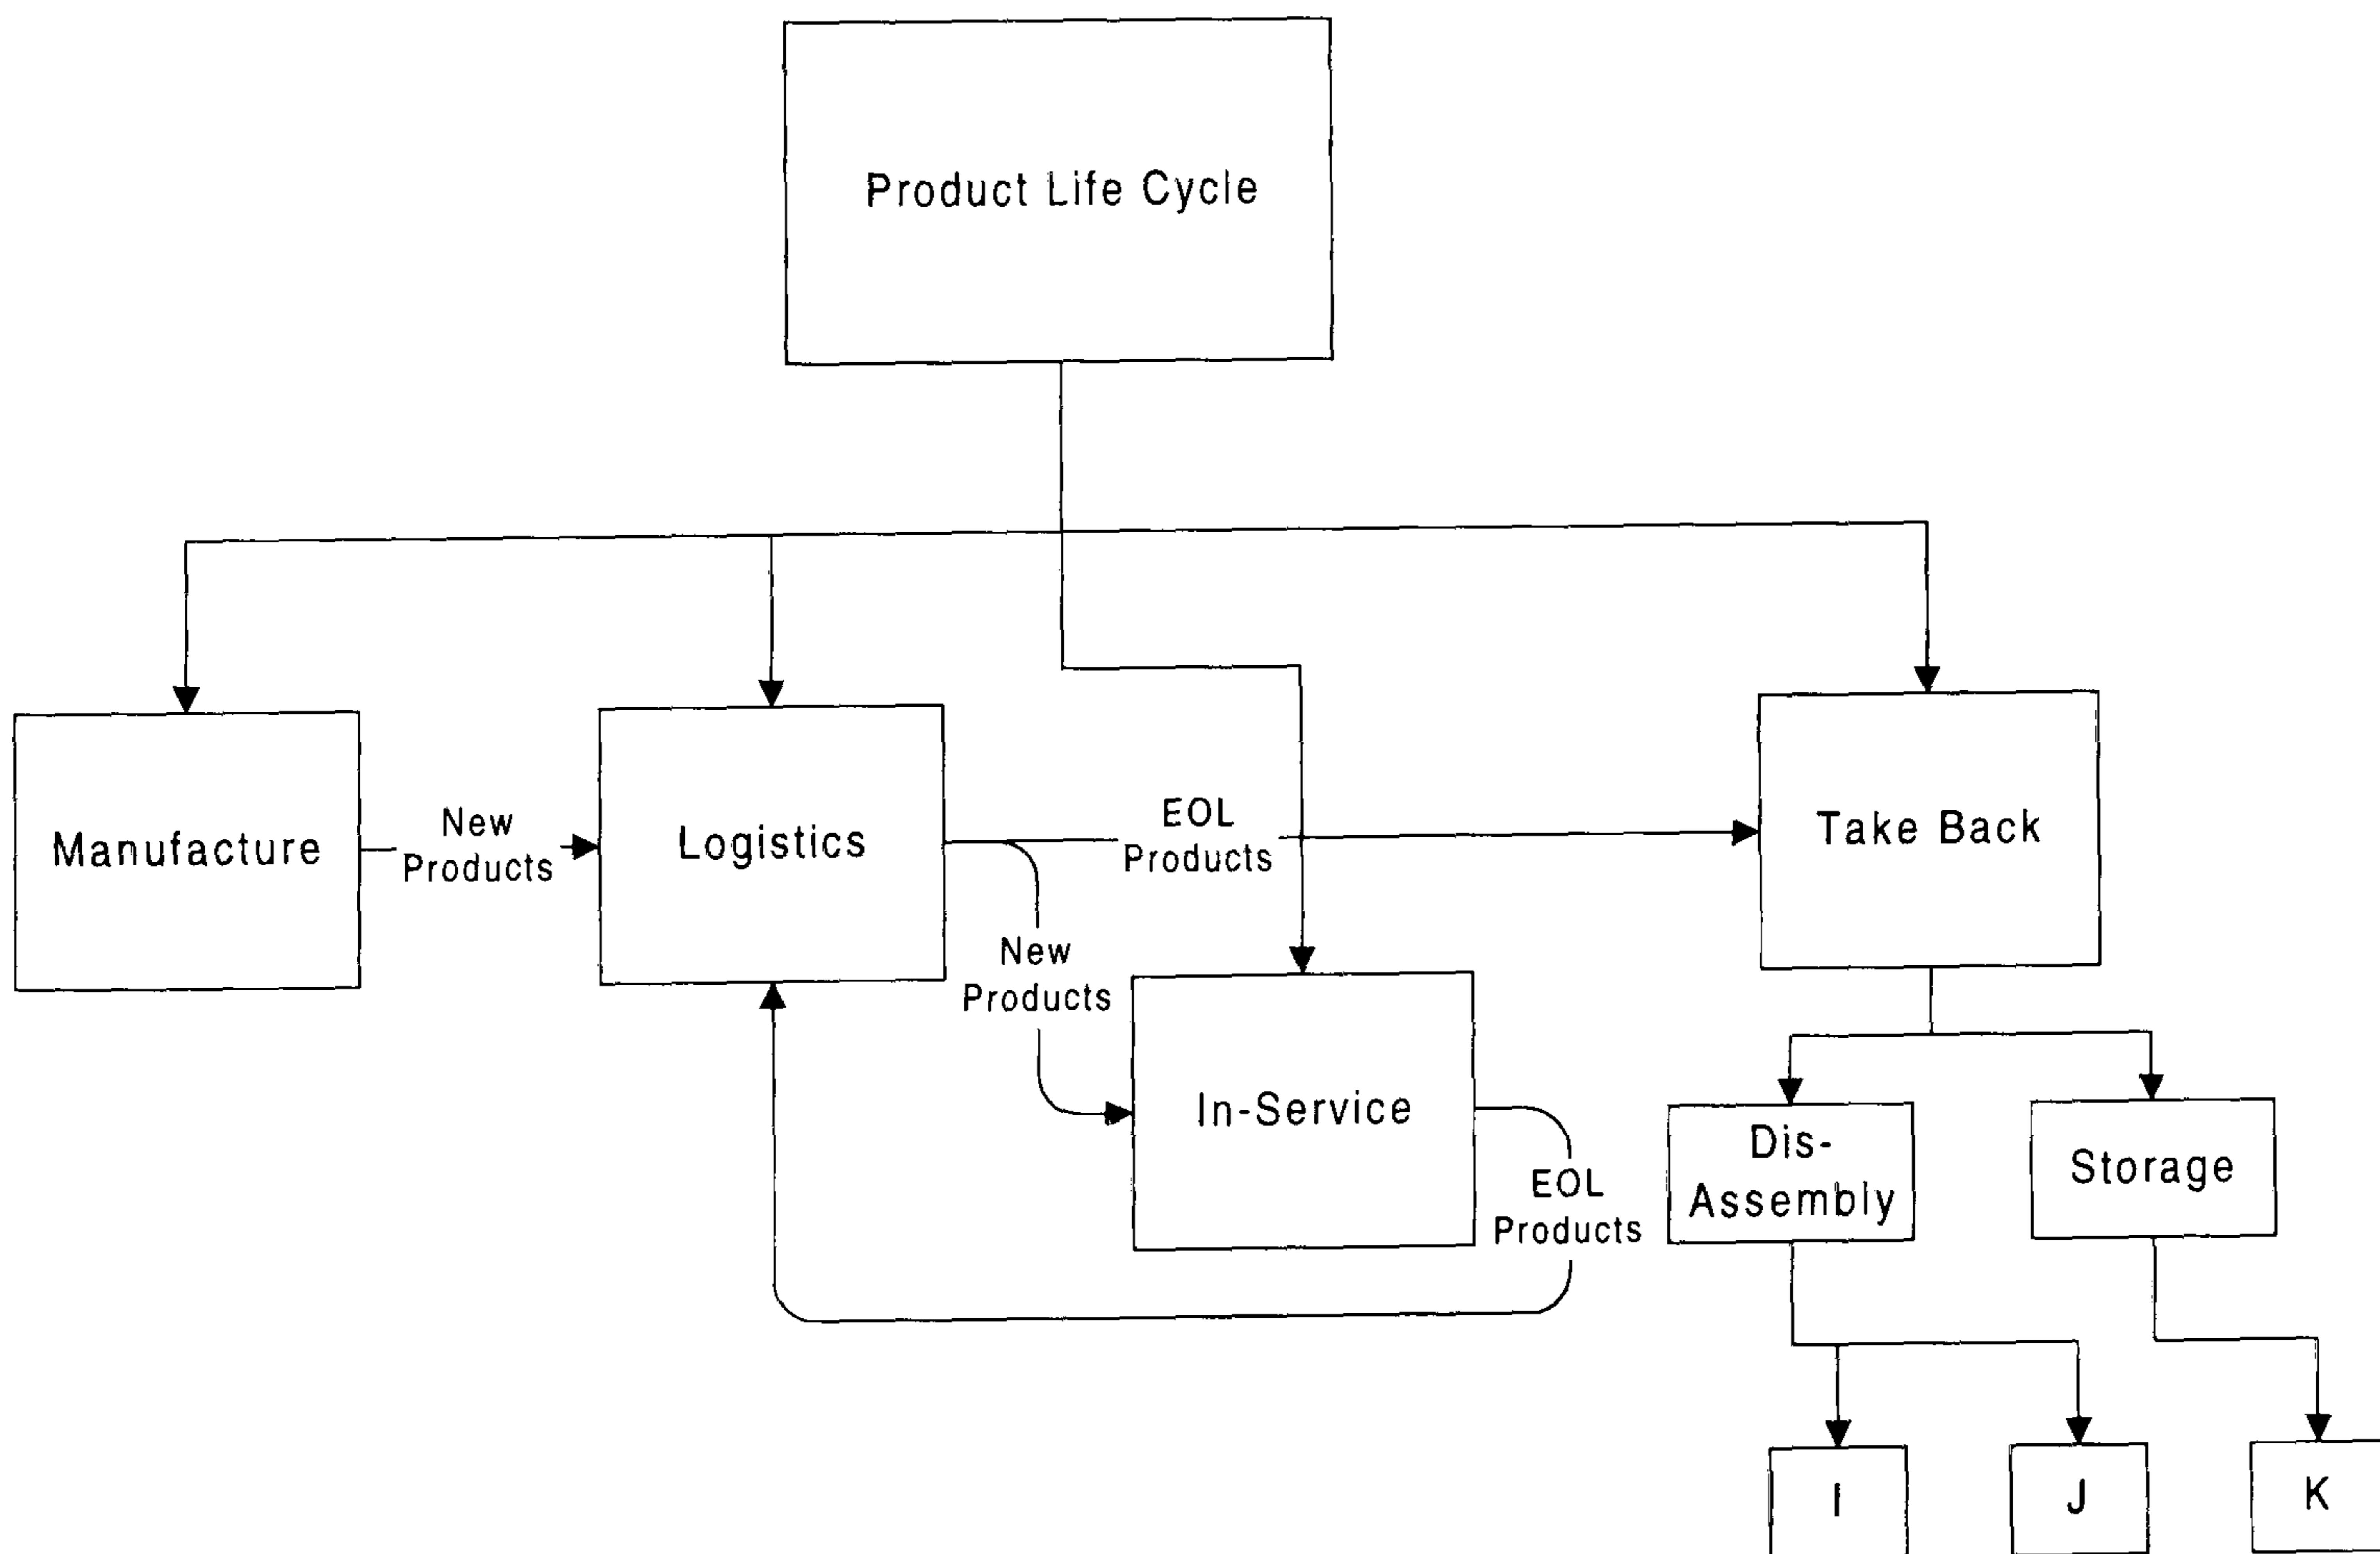 Product Life Cycle
Manufacture
New
Products
Logistics
EOL
Products
Take Back
New
Products
In-Service
EOL
Products
Dis-
Assembly
Storage
I
J
K